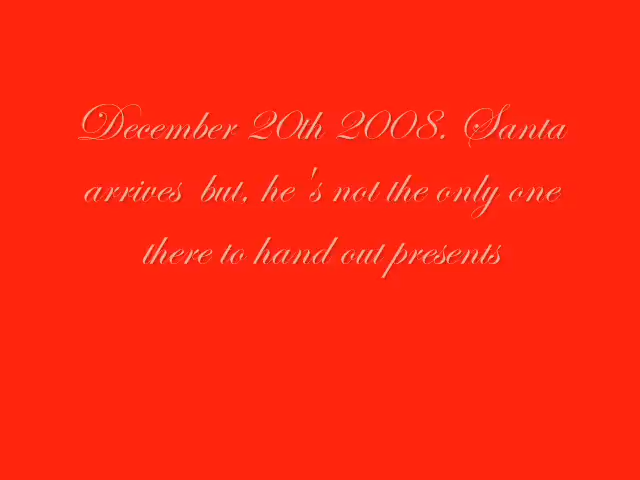 December 20th 2008. Santa
arrives but. he's not the only one
there to hand out presents